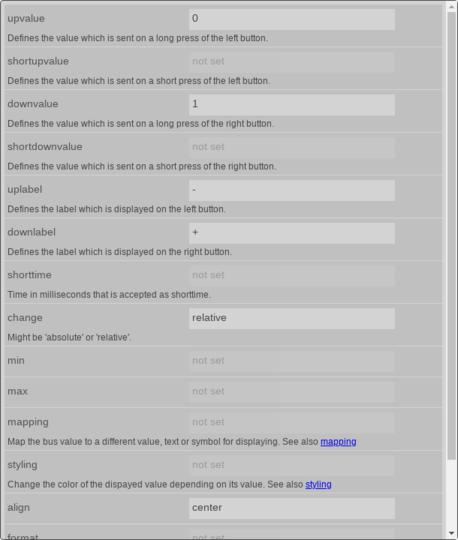 upvalue 0
Defines the value which is sent on a long press of the left button.
shortupvalue not set
Defines the value which is sent on a short press of the left button.
downvalue 1
Defines the value which is sent on a long press of the right button.
shortdownvalue not set
Defines the value which is sent on a short press of the right button.
uplabel -
Defines the label which is displayed on the left button.
downlabel +
Defines the label which is displayed on the right button.
shorttime not set
Time in milliseconds that is accepted as shorttime.
change relative
Might be 'absolute' or 'relative'.
min not set
max not set
mapping not set
Map the bus value to a different value, text or symbol for displaying. See also mapping
styling not set
Change the color of the dispayed value depending on its value. See also styling
align center
format not set